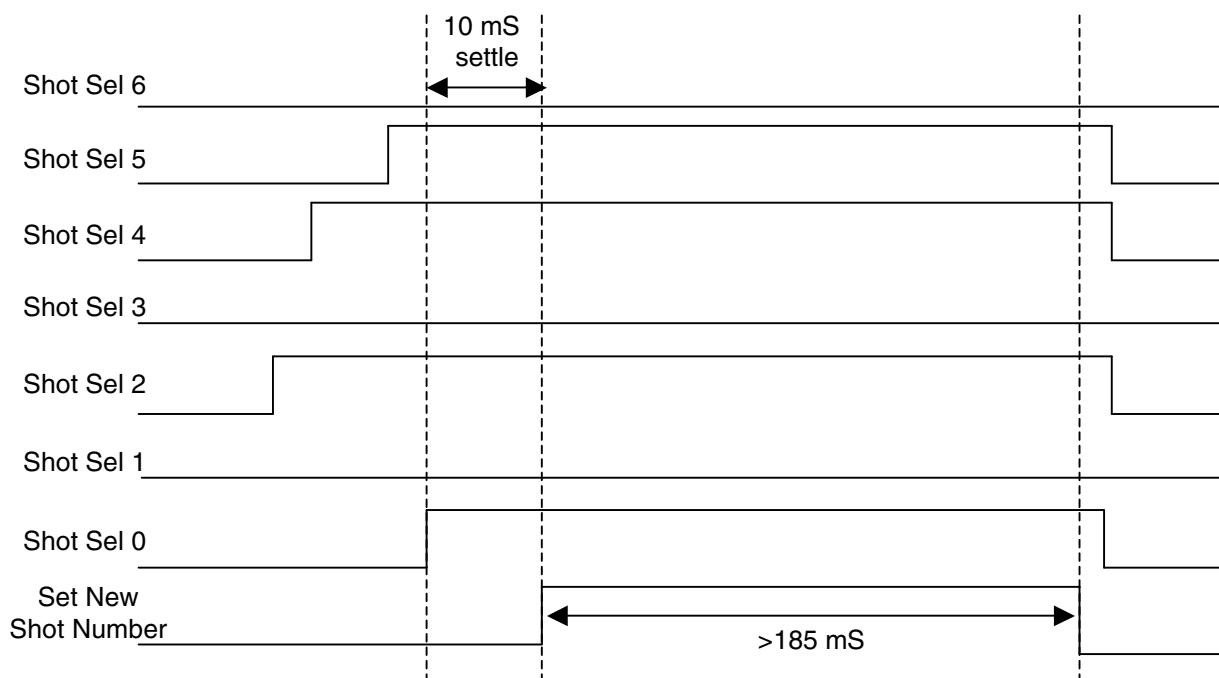 10 mS
settle
Shot Sel 6
Shot Sel 5
Shot Sel 4
Shot Sel 3
Shot Sel 2
Shot Sel 1
Shot Sel 0
Set New
Shot Number
>185 mS